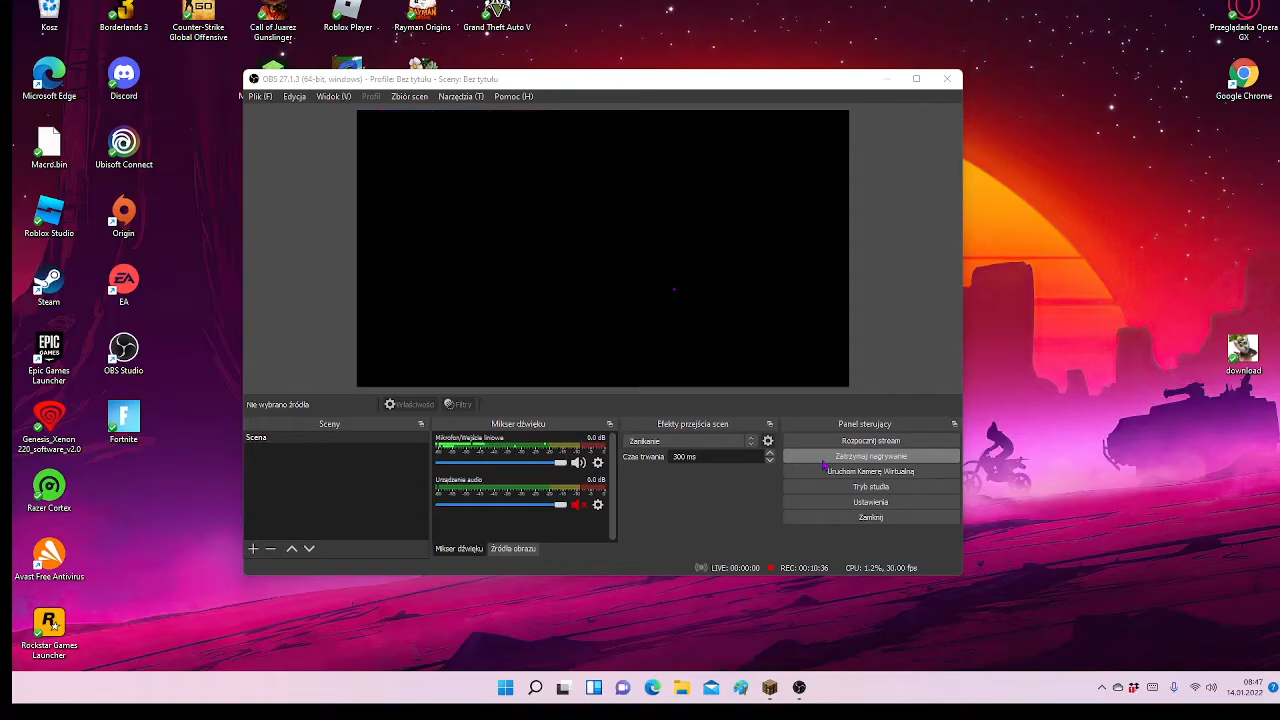 Kosz
Borderlands 3
Counter-Strike
Global Offensive
Call of Juarez
Gunslinger
Roblox Player
Rayman Origins
Grand Theft Auto V
Przeglądarka Opera
GX
Microsoft Edge
Discord
Google Chrome
Macro.bin
Ubisoft Connect
Roblox Studio
Origin
Steam
EA
Epic Games
Launcher
OBS Studio
download
Genesis_Xenon
220_software_v2.0
Fortnite
Razer Cortex
Avast Free Antivirus
Rockstar Games
Launcher
OBS 27.1.3 (64-bit, windows) - Profile: Bez tytułu - Sceny: Bez tytułu
Plik (F) Edycja Widok (V) Profil Zbiór scen Narzędzia (T) Pomoc (H)
Nie wybrano źródła Właściwości Filtry
Sceny Mikser dźwięku Efekty przejścia scen Panel sterujący
Scena
Mikrofon/Wejście liniowe 0.0 dB
Urządzenie audio 0.0 dB
Mikser dźwięku Źródła obrazu
Zanikanie
Czas trwania 300 ms
Rozpocznij stream
Zatrzymaj nagrywanie
Uruchom Kamerę Wirtualną
Tryb studia
Ustawienia
Zamknij
LIVE: 00:00:00 REC: 00:10:36 CPU: 1.2%, 30.00 fps
08:47
14.01.2022